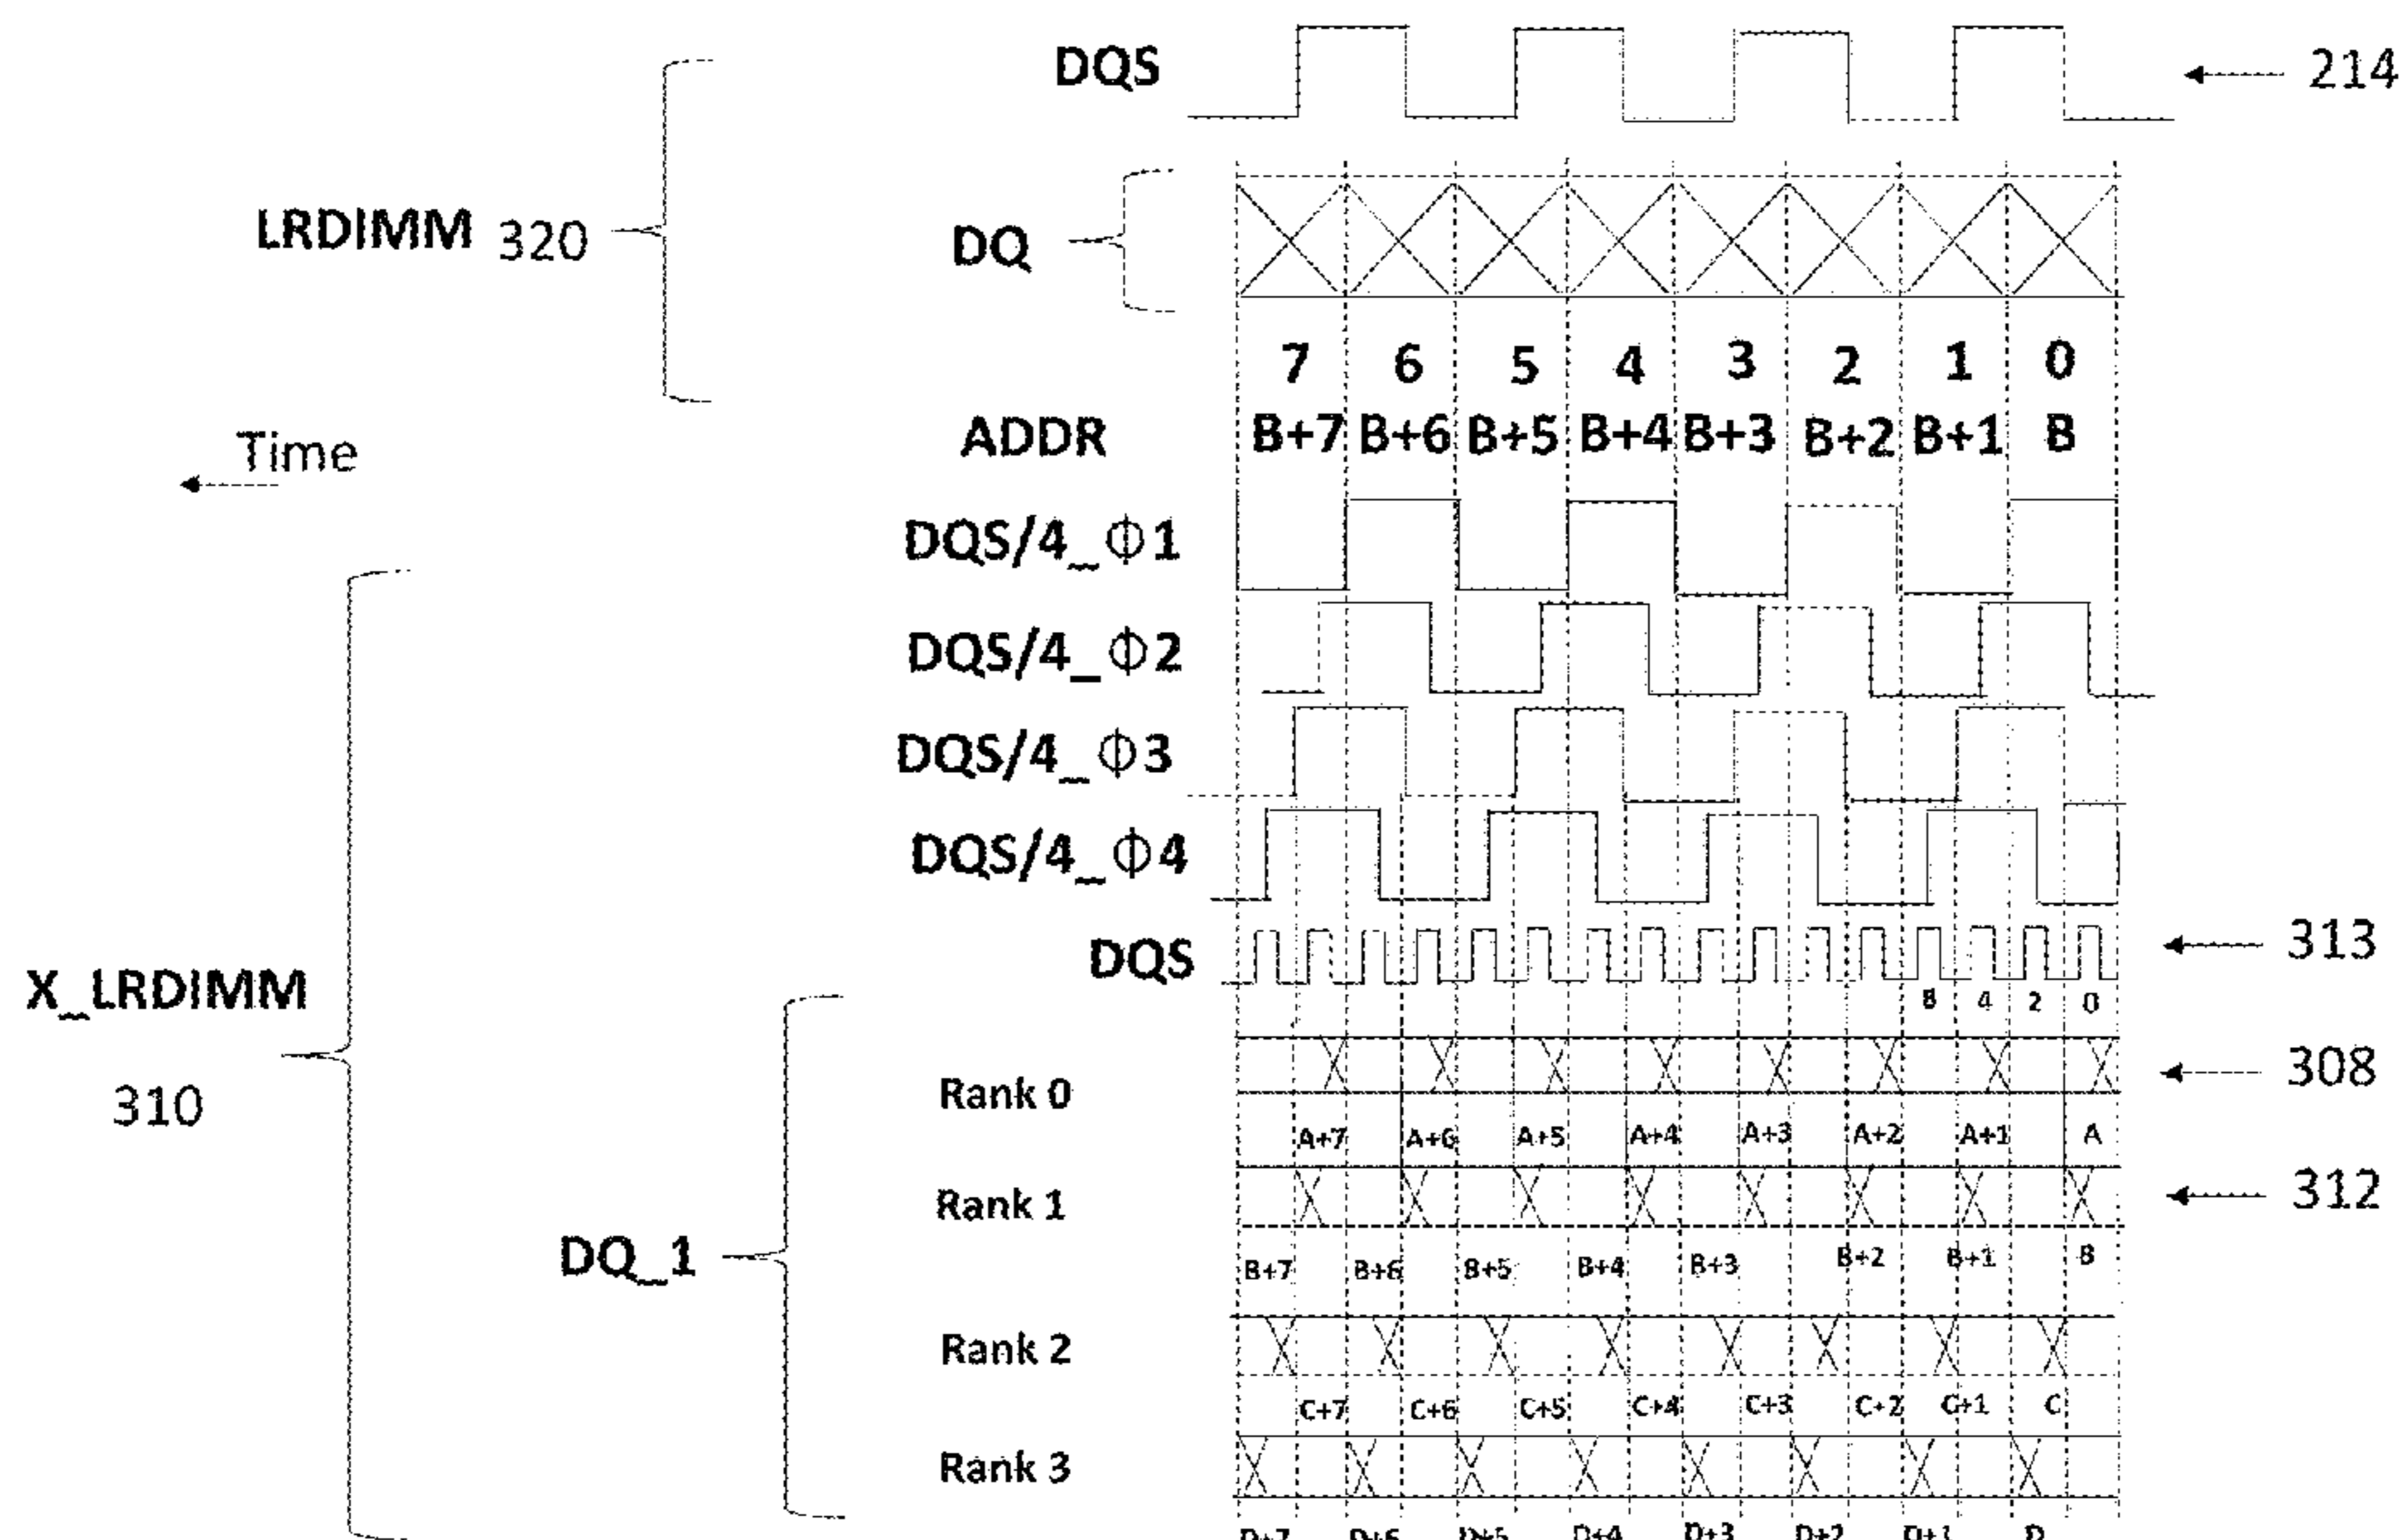 DQS
214
LRDIMM 320
DQ
7 6 5 4 3 2 1 0
ADDR B+7 B+6 B+5 B+4 B+3 B+2 B+1 B
Time
DQS/4_Φ1
DQS/4_Φ2
DQS/4_Φ3
DQS/4_Φ4
DQS
313
8 4 2 0
X_LRDIMM
310
Rank 0
308
A+7 A+6 A+5 A+4 A+3 A+2 A+1 A
Rank 1
312
DQ_1
B+7 B+6 B+5 B+4 B+3 B+2 B+1 B
Rank 2
C+7 C+6 C+5 C+4 C+3 C+2 C+1 C
Rank 3
D+7 D+6 D+5 D+4 D+3 D+2 D+1 D